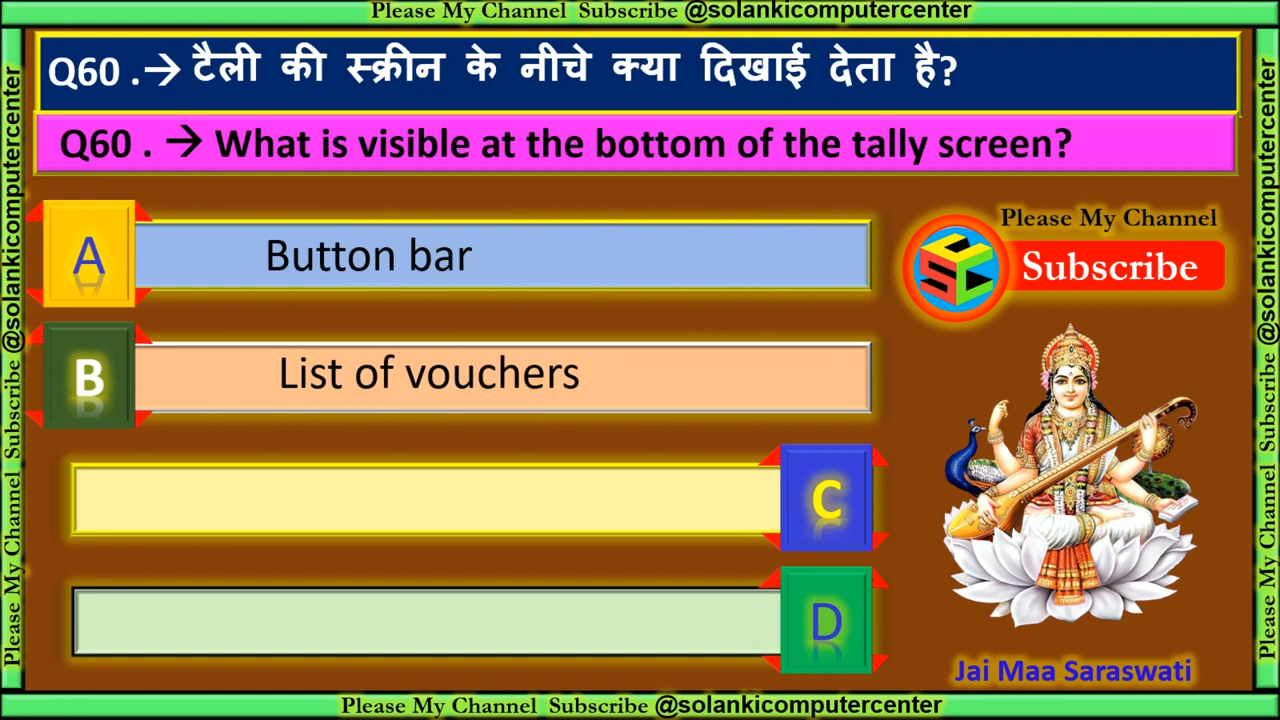 Please My Channel Subscribe @solankicomputercenter
Q60 .→ टैली की स्क्रीन के नीचे क्या दिखाई देता है?
Q60 . → What is visible at the bottom of the tally screen?
A Button bar
B List of vouchers
C
D
Please My Channel
Subscribe
CSC
Jai Maa Saraswati
Please My Channel Subscribe @solankicomputercenter
Please My Channel Subscribe @solankicomputercenter
Please My Channel Subscribe @solankicomputercenter